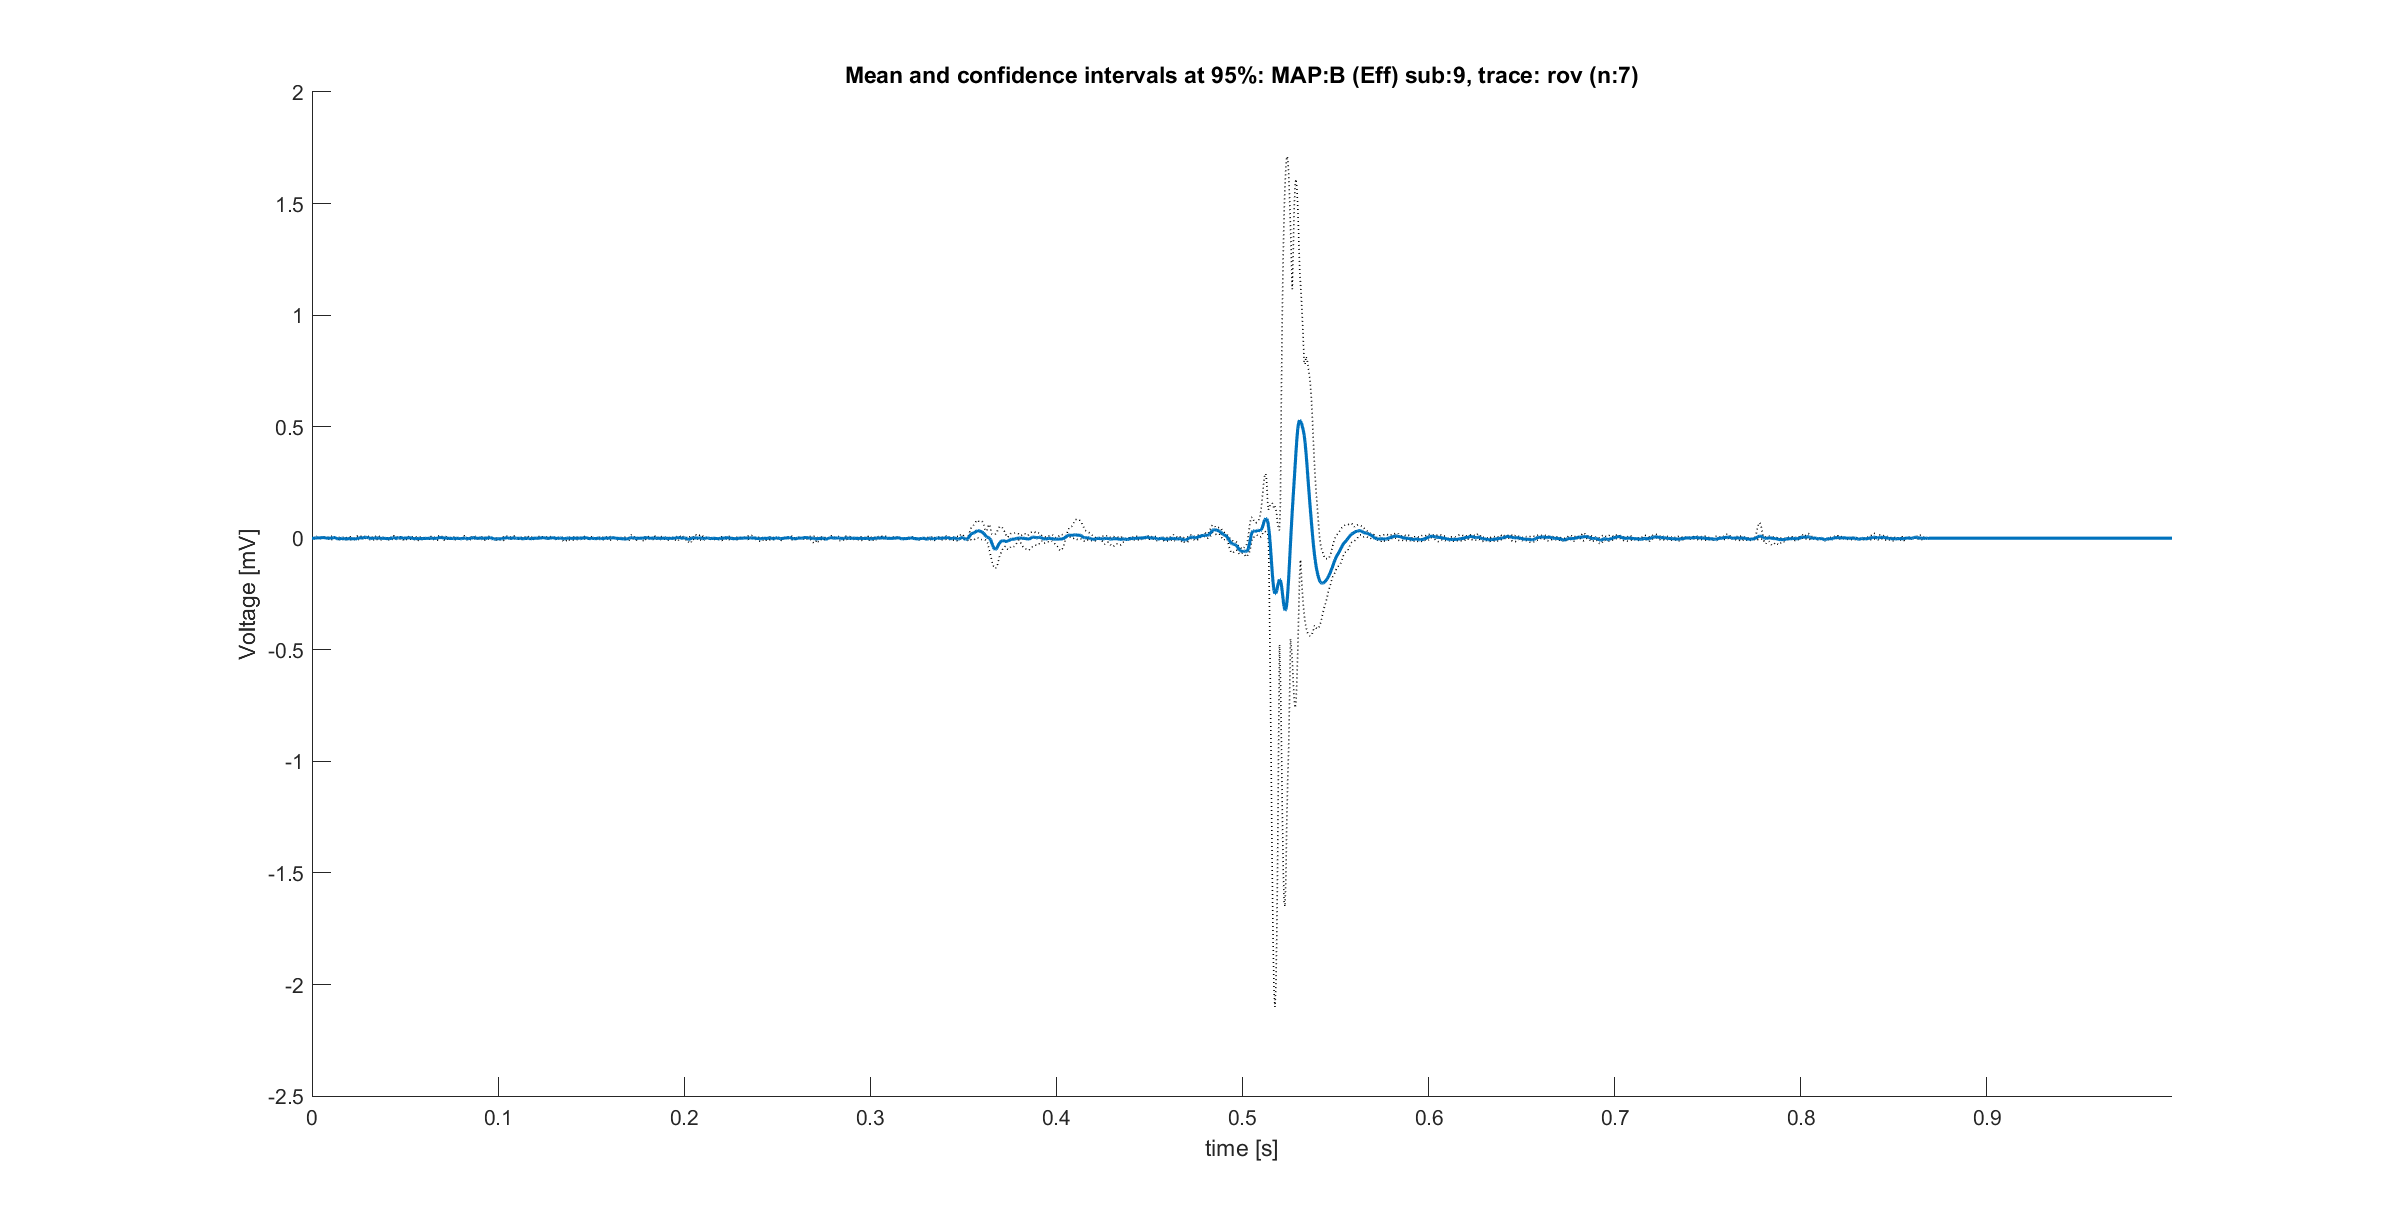 Mean and confidence intervals at 95%: MAP:B (Eff) sub:9, trace: rov (n:7)
2
1.5
1
0.5
0
-0.5
-1
-1.5
-2
-2.5
Voltage [mV]
0 0.1 0.2 0.3 0.4 0.5 0.6 0.7 0.8 0.9
time [s]